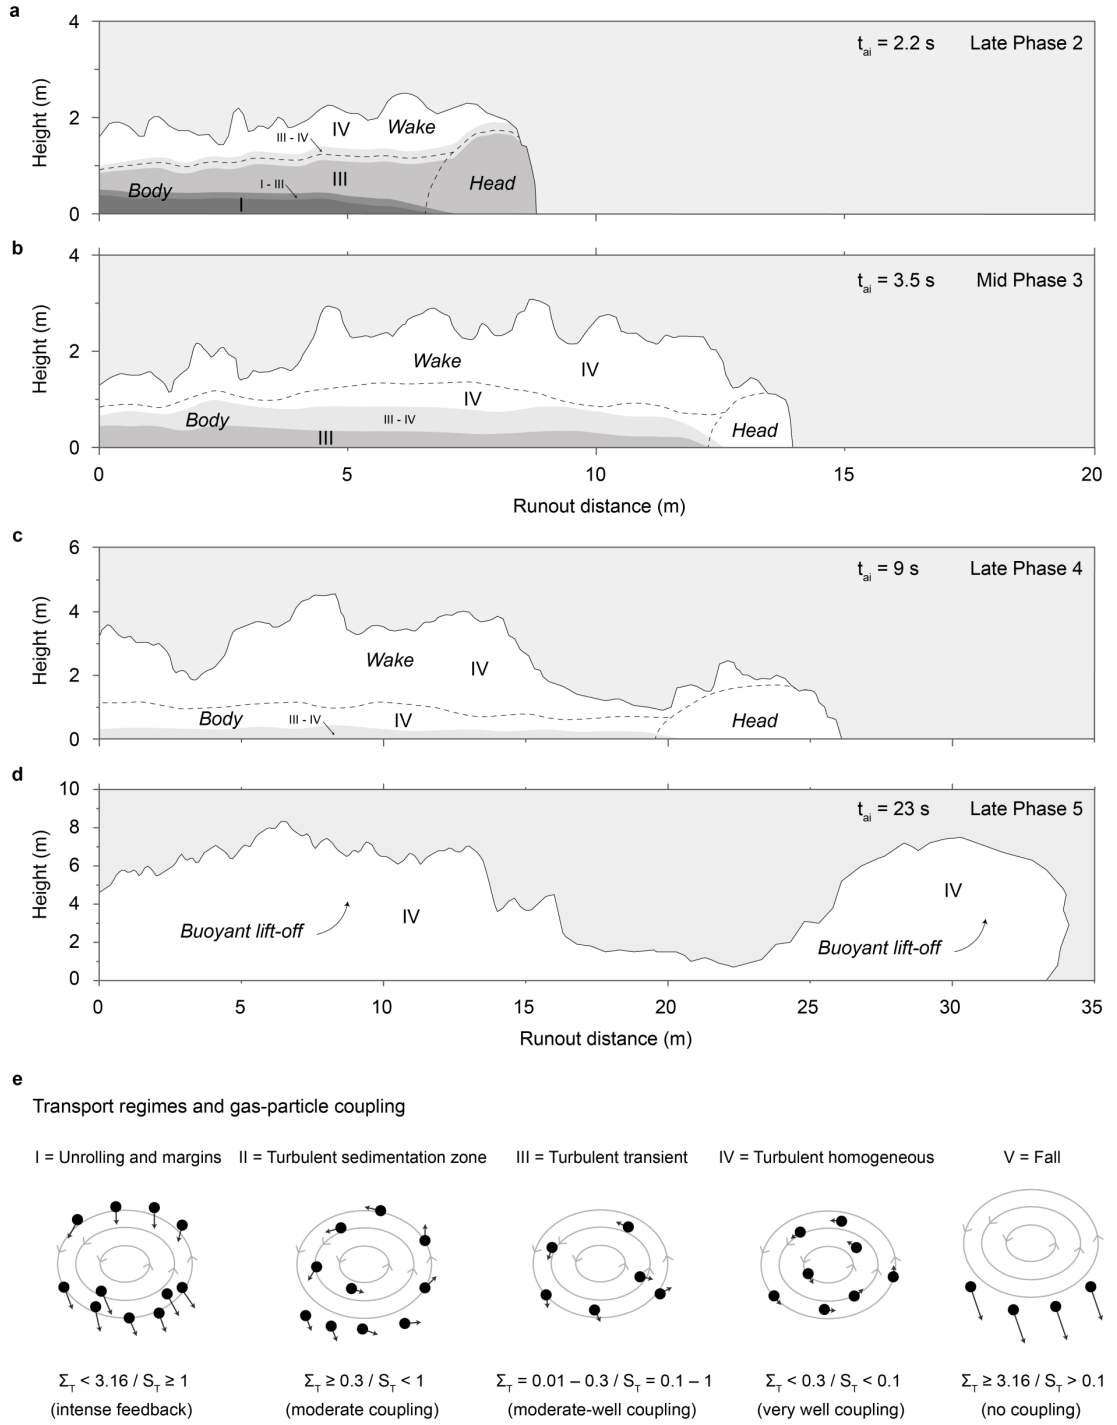 a
4
2
0
Height (m)
t_ai = 2.2 s Late Phase 2
III - IV
IV
Wake
Body
I - III
III
I
Head
b
4
2
0
Height (m)
t_ai = 3.5 s Mid Phase 3
Wake
IV
IV
Body
III - IV
III
Head
0 5 10 15 20
Runout distance (m)
c
6
4
2
0
Height (m)
t_ai = 9 s Late Phase 4
Wake
IV
Body
III - IV
IV
Head
d
10
8
6
4
2
0
Height (m)
t_ai = 23 s Late Phase 5
Buoyant lift-off
IV
IV
Buoyant lift-off
0 5 10 15 20 25 30 35
Runout distance (m)
e
Transport regimes and gas-particle coupling
I = Unrolling and margins II = Turbulent sedimentation zone III = Turbulent transient IV = Turbulent homogeneous V = Fall
Σ_T < 3.16 / S_T ≥ 1 Σ_T ≥ 0.3 / S_T < 1 Σ_T = 0.01 – 0.3 / S_T = 0.1 – 1 Σ_T < 0.3 / S_T < 0.1 Σ_T ≥ 3.16 / S_T > 0.1
(intense feedback) (moderate coupling) (moderate-well coupling) (very well coupling) (no coupling)